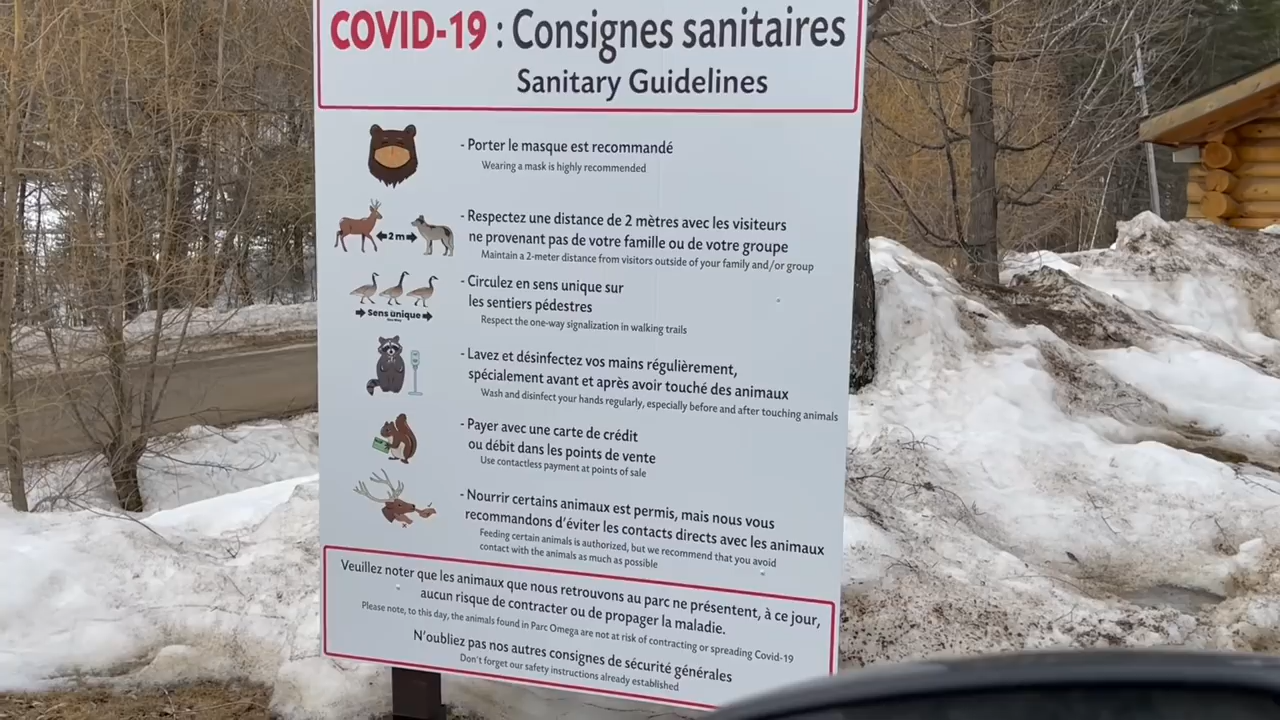 COVID-19 : Consignes sanitaires
Sanitary Guidelines
- Porter le masque est recommandé
Wearing a mask is highly recommended
2 m
- Respectez une distance de 2 mètres avec les visiteurs
ne provenant pas de votre famille ou de votre groupe
Maintain a 2-meter distance from visitors outside of your family and/or group
- Circulez en sens unique sur
les sentiers pédestres
Respect the one-way signalization in walking trails
Sens unique
- Lavez et désinfectez vos mains régulièrement,
spécialement avant et après avoir touché des animaux
Wash and disinfect your hands regularly, especially before and after touching animals
- Payer avec une carte de crédit
ou débit dans les points de vente
Use contactless payment at points of sale
- Nourrir certains animaux est permis, mais nous vous
recommandons d'éviter les contacts directs avec les animaux
Feeding certain animals is authorized, but we recommend that you avoid
contact with the animals as much as possible
Veuillez noter que les animaux que nous retrouvons au parc ne présentent, à ce jour,
aucun risque de contracter ou de propager la maladie.
Please note, to this day, the animals found in Parc Omega are not at risk of contracting or spreading Covid-19
N'oubliez pas nos autres consignes de sécurité générales
Don't forget our safety instructions already established